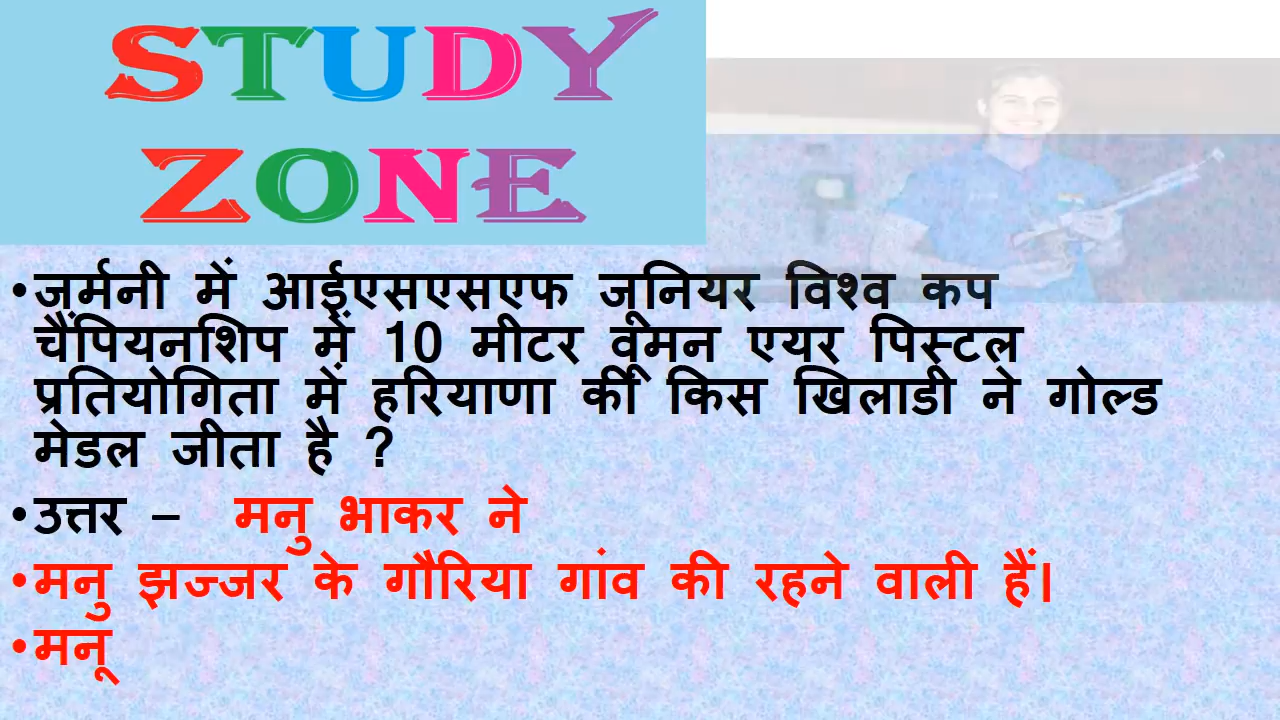 STUDY
ZONE
•जर्मनी में आईएसएसएफ जूनियर विश्व कप
चैंपियनशिप में 10 मीटर वूमन एयर पिस्टल
प्रतियोगिता में हरियाणा की किस खिलाडी ने गोल्ड
मेडल जीता है ?
•उत्तर – मनु भाकर ने
•मनु झज्जर के गौरिया गांव की रहने वाली हैं।
•मनू